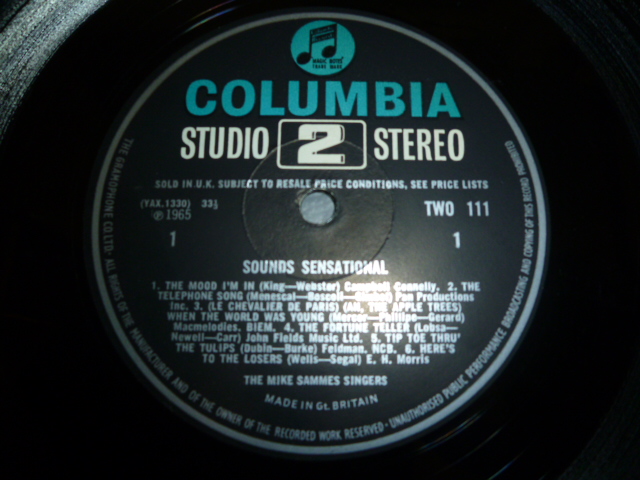 MAGIC NOTES
TRADE MARK
COLUMBIA
STUDIO 2 STEREO
SOLD IN U.K. SUBJECT TO RESALE PRICE CONDITIONS, SEE PRICE LISTS
(YAX.1330) 33⅓ TWO 111
℗1965
1 1
SOUNDS SENSATIONAL
1. THE MOOD I'M IN (King—Webster) Campbell Connelly. 2. THE
TELEPHONE SONG (Menescal—Boscoli—Gimbel) Pan Productions
Inc. 3. (LE CHEVALIER DE PARIS) (AH, THE APPLE TREES)
WHEN THE WORLD WAS YOUNG (Mercer—Philippe—Gerard)
Macmelodies, BIEM. 4. THE FORTUNE TELLER (Lobsa—
Newell—Carr) John Fields Music Ltd. 5. TIP TOE THRU'
THE TULIPS (Dubin—Burke) Feldman, NCB. 6. HERE'S
TO THE LOSERS (Wells—Segal) E. H. Morris
THE MIKE SAMMES SINGERS
MADE IN Gt. BRITAIN
THE GRAMOPHONE CO. LTD · ALL RIGHTS OF THE MANUFACTURER AND OF THE OWNER OF THE RECORDED WORK RESERVED · UNAUTHORISED PUBLIC PERFORMANCE BROADCASTING AND COPYING OF THIS RECORD PROHIBITED